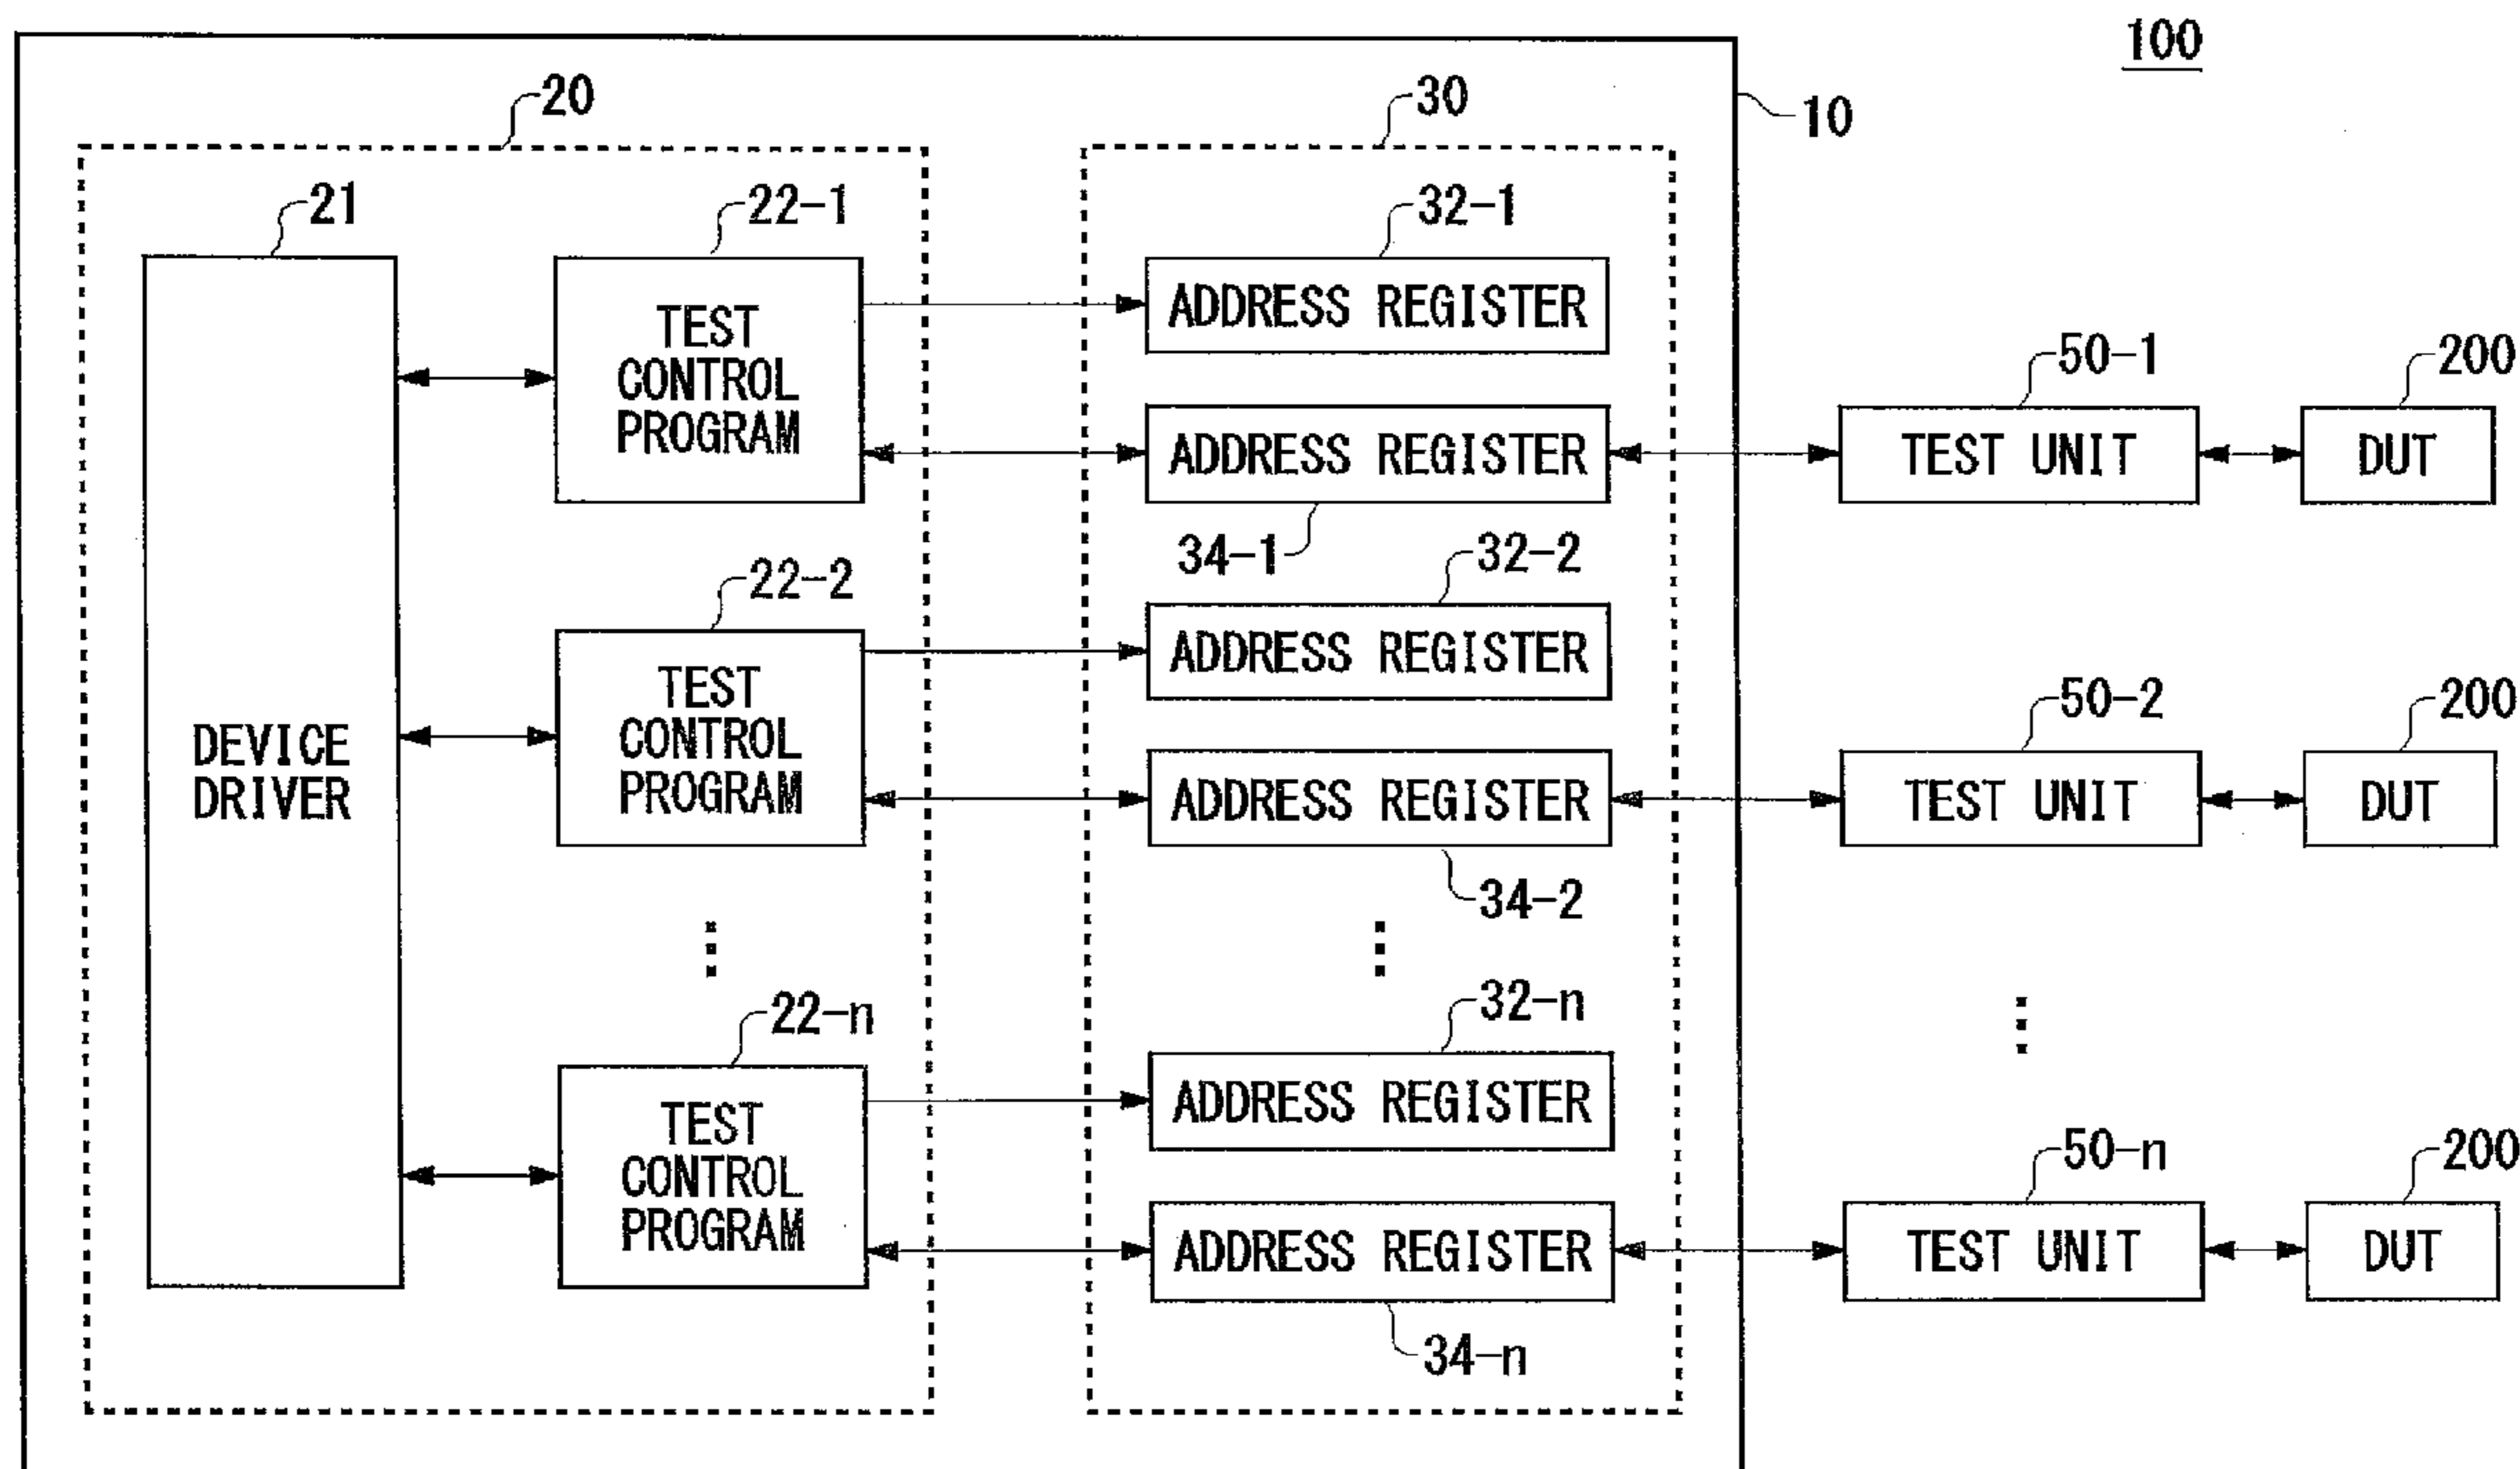 100
20
30
10
21
22-1
32-1
TEST
CONTROL
PROGRAM
ADDRESS REGISTER
50-1
200
ADDRESS REGISTER
TEST UNIT
DUT
34-1
22-2
32-2
TEST
CONTROL
PROGRAM
ADDRESS REGISTER
50-2
200
DEVICE
DRIVER
ADDRESS REGISTER
TEST UNIT
DUT
34-2
22-n
32-n
TEST
CONTROL
PROGRAM
ADDRESS REGISTER
50-n
200
ADDRESS REGISTER
TEST UNIT
DUT
34-n